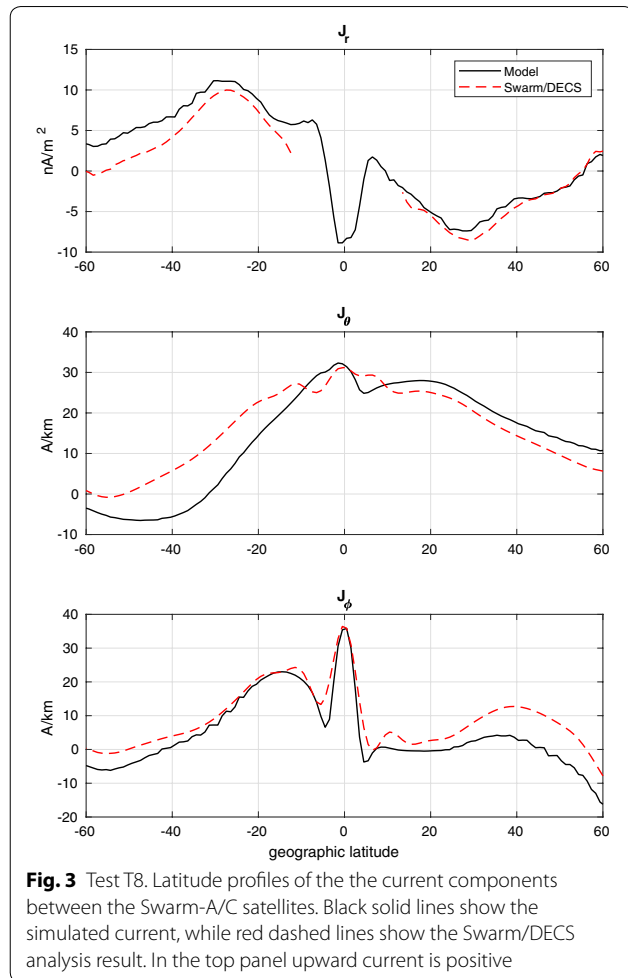 J_r
15
10
5
0
-5
-10
nA/m^2
Model
Swarm/DECS
-60 -40 -20 0 20 40 60
J_θ
40
30
20
10
0
-10
A/km
-60 -40 -20 0 20 40 60
J_ϕ
40
30
20
10
0
-10
-20
A/km
-60 -40 -20 0 20 40 60
geographic latitude
Fig. 3 Test T8. Latitude profiles of the the current components
between the Swarm-A/C satellites. Black solid lines show the
simulated current, while red dashed lines show the Swarm/DECS
analysis result. In the top panel upward current is positive